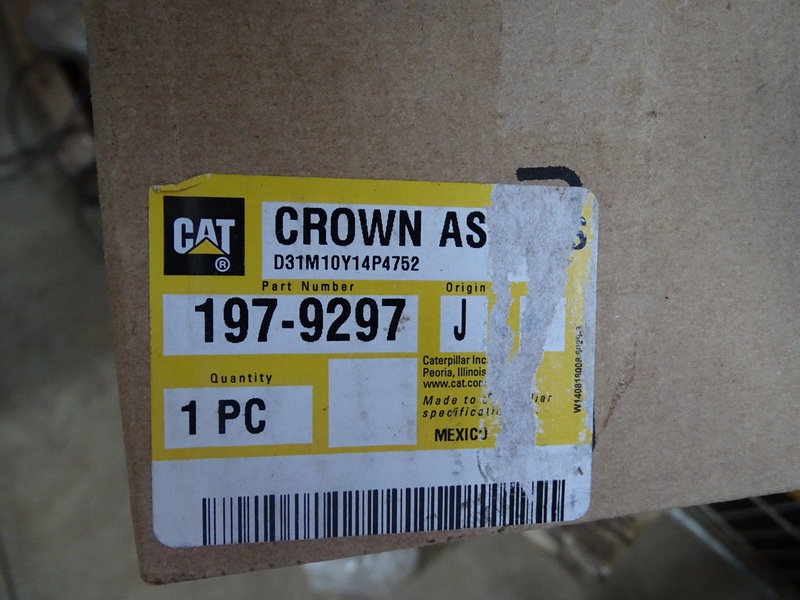 CAT®
CROWN AS
D31M10Y14P4752
Part Number
Origin
197-9297
J
Quantity
1 PC
Caterpillar Inc.
Peoria, Illinois
www.cat.com
Made to
specificatio
MEXICO